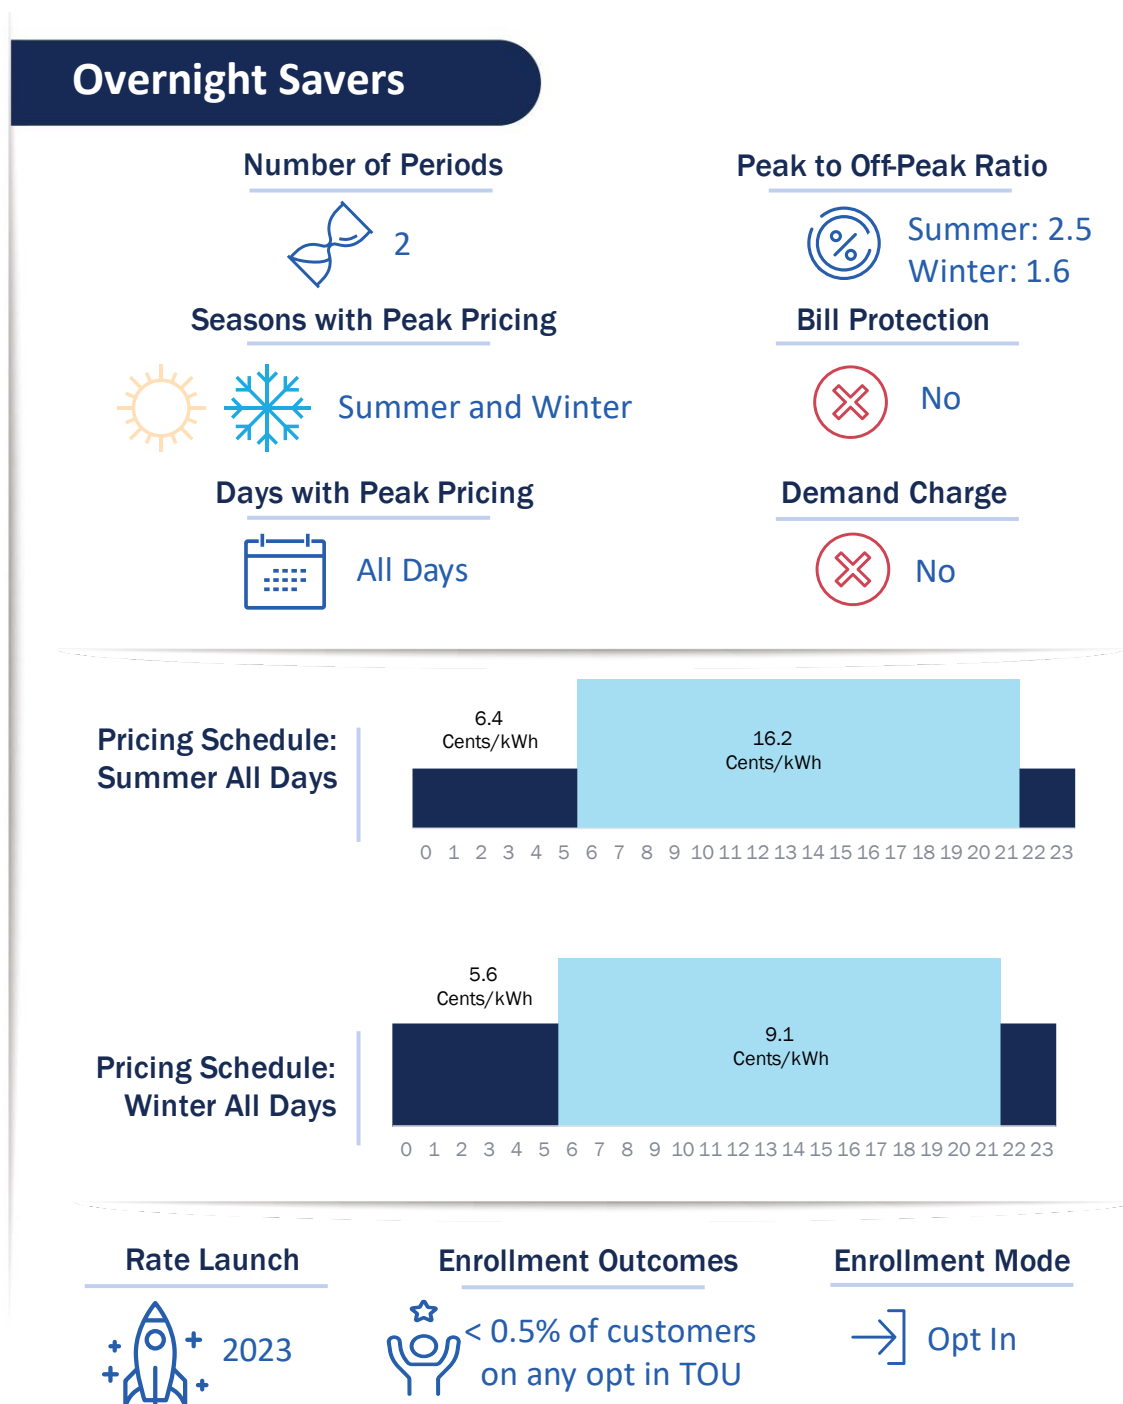 Overnight Savers
Number of Periods
2
Peak to Off-Peak Ratio
Summer: 2.5
Winter: 1.6
Seasons with Peak Pricing
Summer and Winter
Bill Protection
No
Days with Peak Pricing
All Days
Demand Charge
No
Pricing Schedule:
Summer All Days
6.4
Cents/kWh
16.2
Cents/kWh
0 1 2 3 4 5 6 7 8 9 10 11 12 13 14 15 16 17 18 19 20 21 22 23
Pricing Schedule:
Winter All Days
5.6
Cents/kWh
9.1
Cents/kWh
0 1 2 3 4 5 6 7 8 9 10 11 12 13 14 15 16 17 18 19 20 21 22 23
Rate Launch
2023
Enrollment Outcomes
< 0.5% of customers
on any opt in TOU
Enrollment Mode
Opt In